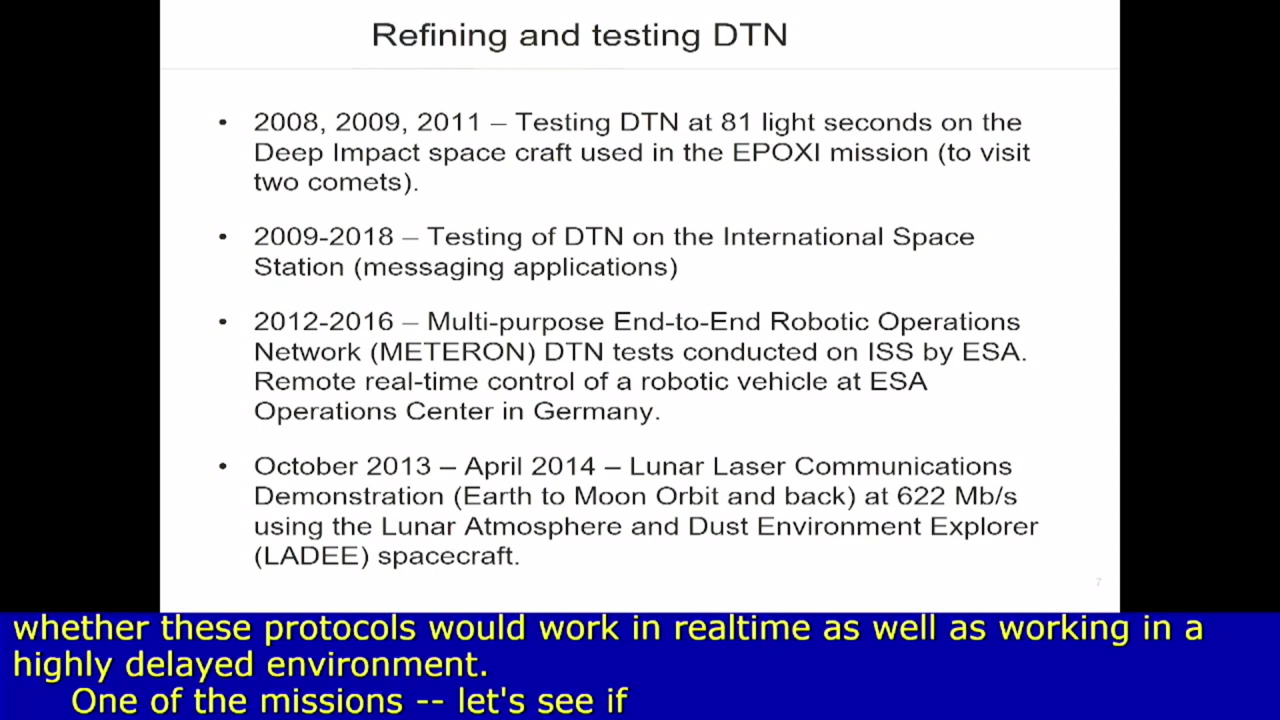 Refining and testing DTN
• 2008, 2009, 2011 – Testing DTN at 81 light seconds on the
Deep Impact space craft used in the EPOXI mission (to visit
two comets).
• 2009-2018 – Testing of DTN on the International Space
Station (messaging applications)
• 2012-2016 – Multi-purpose End-to-End Robotic Operations
Network (METERON) DTN tests conducted on ISS by ESA.
Remote real-time control of a robotic vehicle at ESA
Operations Center in Germany.
• October 2013 – April 2014 – Lunar Laser Communications
Demonstration (Earth to Moon Orbit and back) at 622 Mb/s
using the Lunar Atmosphere and Dust Environment Explorer
(LADEE) spacecraft.
7
whether these protocols would work in realtime as well as working in a
highly delayed environment.
One of the missions -- let's see if